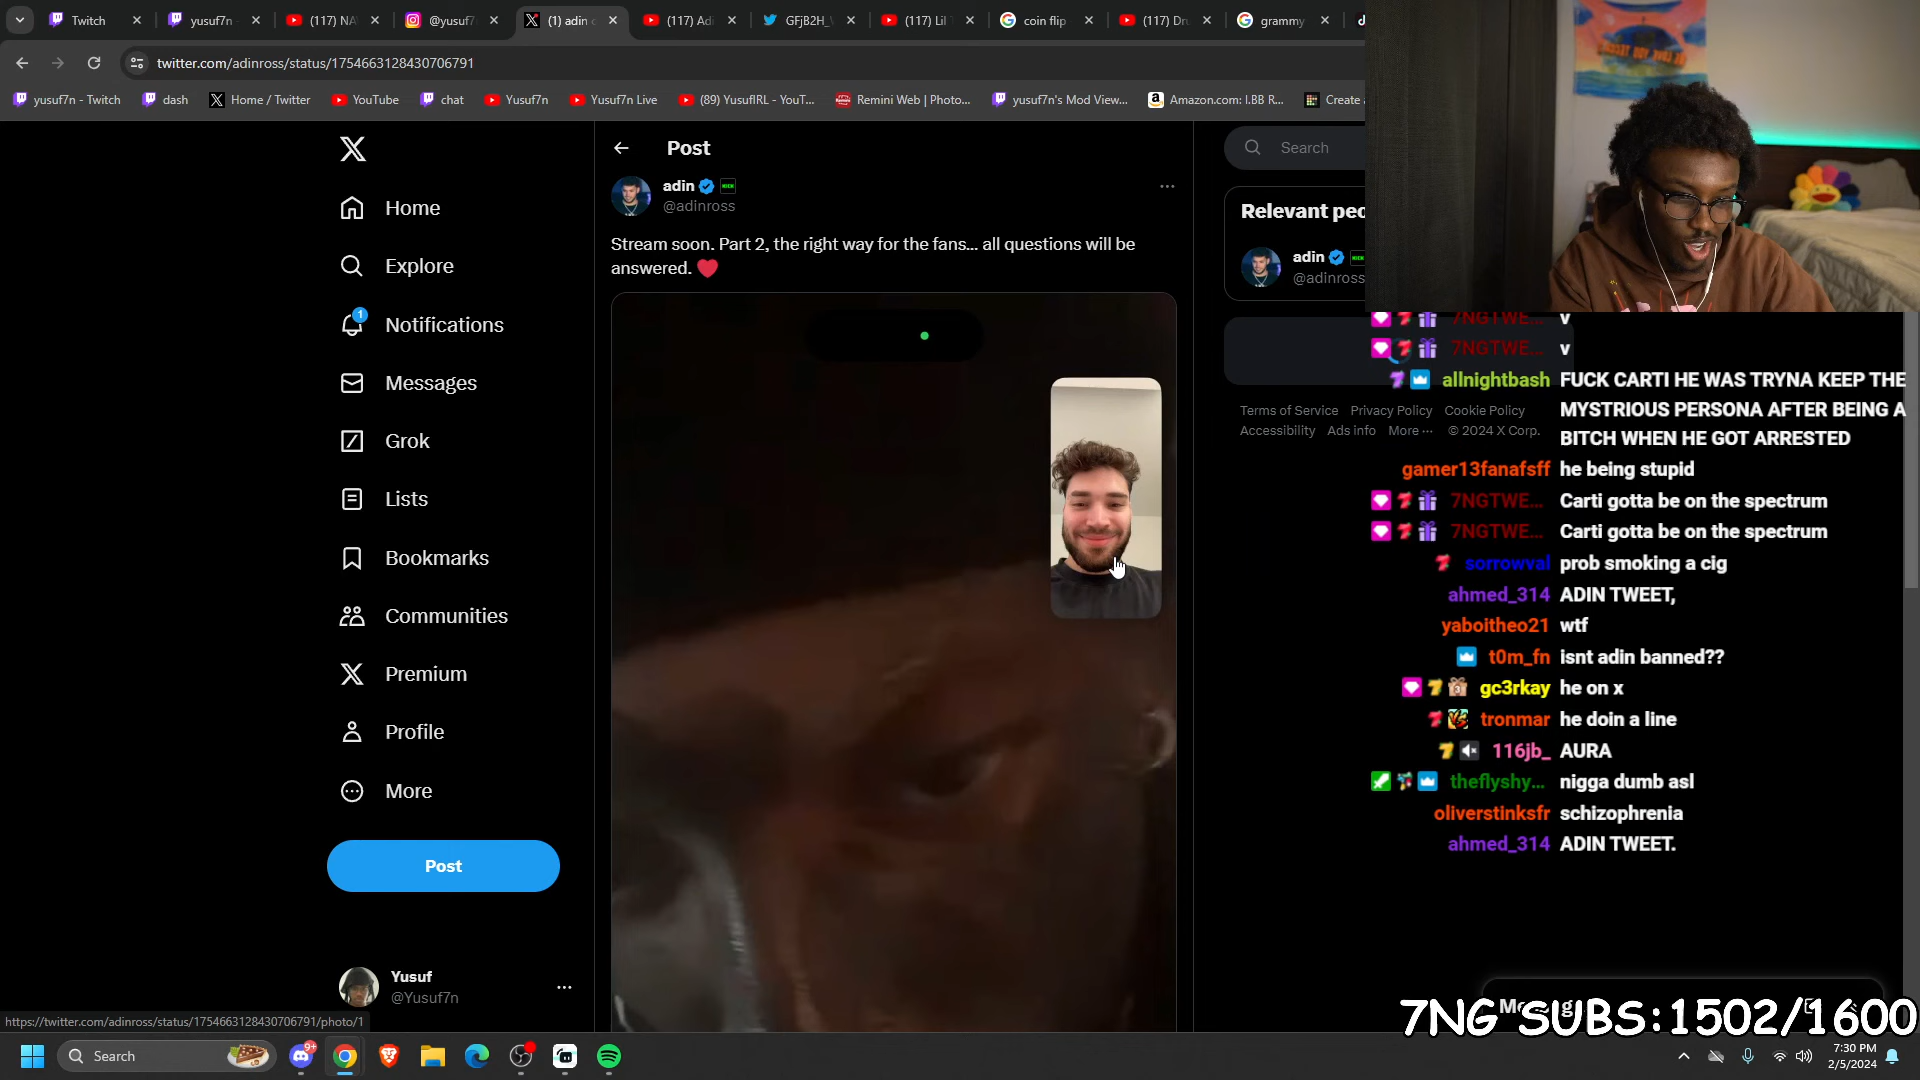 Twitch
yusuf7n -
(117) NA
@yusuf7
(1) adin
(117) Ad
GFjB2H_
(117) Lil
coin flip
(117) Dr
grammy
twitter.com/adinross/status/1754663128430706791
yusuf7n - Twitch
dash
Home / Twitter
YouTube
chat
Yusuf7n
Yusuf7n Live
(89) YusufIRL - YouT...
Remini Web | Photo...
yusuf7n's Mod View...
Amazon.com: I.BB R...
Create
Home
Explore
1
Notifications
Messages
Grok
Lists
Bookmarks
Communities
Premium
Profile
More
Post
Yusuf
@Yusuf7n
Post
adin
@adinross
Stream soon. Part 2, the right way for the fans... all questions will be
answered. ❤️
Search
Relevant peo
adin
@adinross
Terms of Service Privacy Policy Cookie Policy
Accessibility Ads info More ··· © 2024 X Corp.
7NGTWE... v
7NGTWE... v
allnightbash FUCK CARTI HE WAS TRYNA KEEP THE
MYSTRIOUS PERSONA AFTER BEING A
BITCH WHEN HE GOT ARRESTED
gamer13fanafsff he being stupid
7NGTWE... Carti gotta be on the spectrum
7NGTWE... Carti gotta be on the spectrum
sorrowval prob smoking a cig
ahmed_314 ADIN TWEET,
yaboitheo21 wtf
t0m_fn isnt adin banned??
gc3rkay he on x
tronmar he doin a line
116jb_ AURA
theflyshy... nigga dumb asl
oliverstinksfr schizophrenia
ahmed_314 ADIN TWEET.
7NG SUBS:1502/1600
https://twitter.com/adinross/status/1754663128430706791/photo/1
Search
9+
7:30 PM
2/5/2024